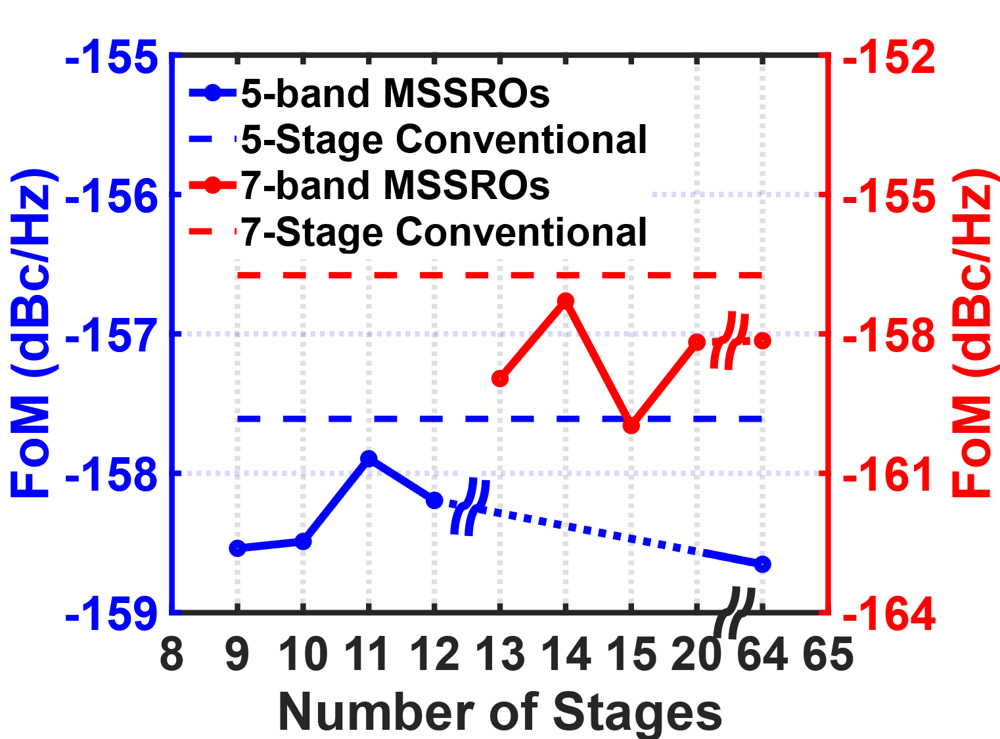 -155
-156
-157
-158
-159
FoM (dBc/Hz)
5-band MSSROs
5-Stage Conventional
7-band MSSROs
7-Stage Conventional
-152
-155
-158
-161
-164
FoM (dBc/Hz)
8 9 10 11 12 13 14 15 20 64 65
Number of Stages